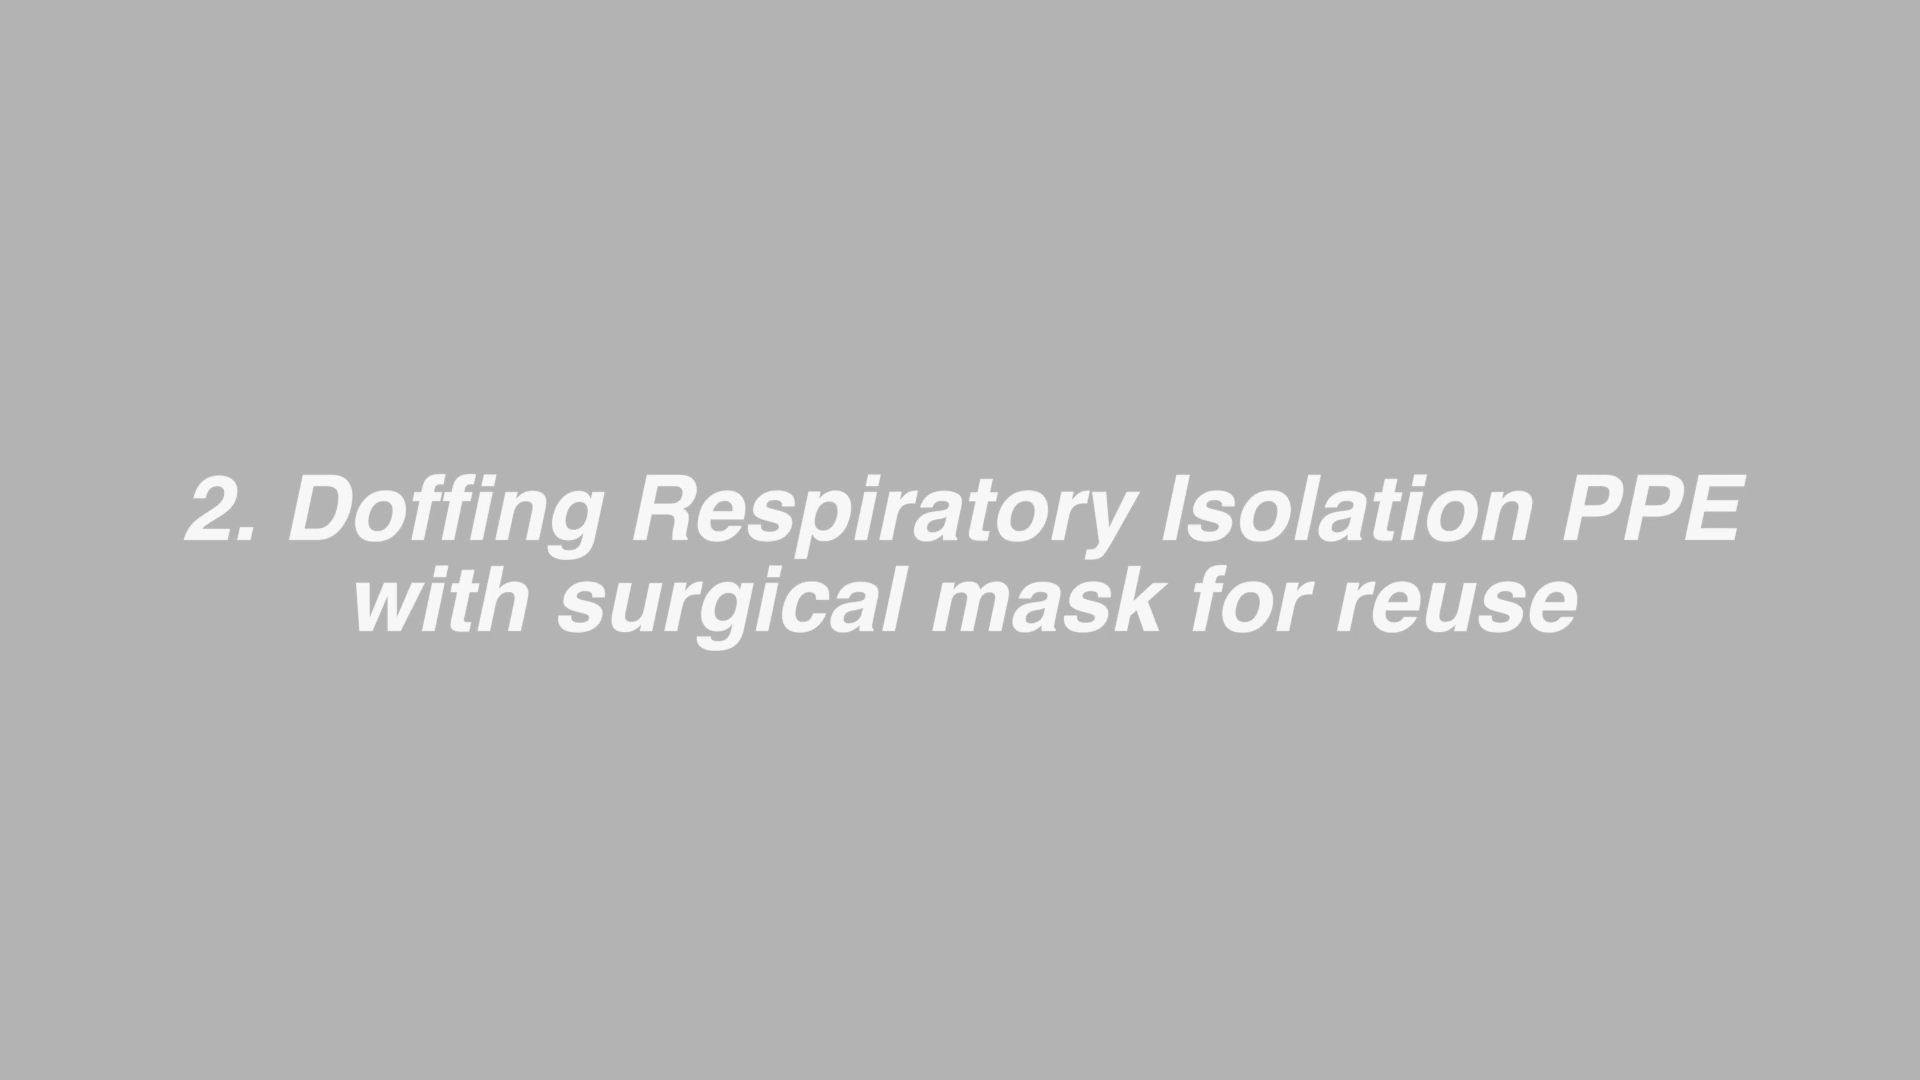 2. Doffing Respiratory Isolation PPE
with surgical mask for reuse